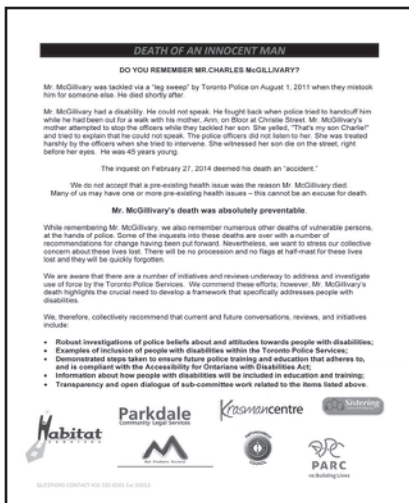 DEATH OF AN INNOCENT MAN
DO YOU REMEMBER MR.CHARLES McGILLIVARY?
Mr. McGillivary was tackled via a "leg sweep" by Toronto Police on August 1, 2011 when they mistook
him for someone else. He died shortly after.
Mr. McGillivary had a disability. He could not speak. He fought back when police tried to handcuff him
while he had been out for a walk with his mother, Ann, on Bloor at Christie Street. Mr. McGillivary's
mother attempted to stop the officers while they tackled her son. She yelled, "That's my son Charlie!"
and tried to explain that he could not speak. The police officers did not listen to her. She was treated
harshly by the officers when she tried to intervene. She witnessed her son die on the street, right
before her eyes. He was 45 years young.
The inquest on February 27, 2014 deemed his death an "accident."
We do not accept that a pre-existing health issue was the reason Mr. McGillivary died.
Many of us may have one or more pre-existing health issues – this cannot be an excuse for death.
Mr. McGillivary's death was absolutely preventable.
While remembering Mr. McGillivary, we also remember numerous other deaths of vulnerable persons,
at the hands of police. Some of the inquests into these deaths are over with a number of
recommendations for change having been put forward. Nevertheless, we want to stress our collective
concern about these lives lost. There will be no procession and no flags at half-mast for these lives
lost and they will be quickly forgotten.
We are aware that there are a number of initiatives and reviews underway to address and investigate
use of force by the Toronto Police Services. We commend these efforts; however, Mr. McGillivary's
death highlights the crucial need to develop a framework that specifically addresses people with
disabilities.
We, therefore, collectively recommend that current and future conversations, reviews, and initiatives
include:
• Robust investigations of police beliefs about and attitudes towards people with disabilities;
• Examples of inclusion of people with disabilities within the Toronto Police Services;
• Demonstrated steps taken to ensure future police training and education that adheres to,
and is compliant with the Accessibility for Ontarians with Disabilities Act;
• Information about how people with disabilities will be included in education and training;
• Transparency and open dialogue of sub-committee work related to the items listed above.
Habitat
SERVICES
Parkdale
Community Legal Services
Krasmancentre
Sistering
Mad Students Society
EMPOWERMENT
COUNCIL
PARC
re:Building Lives